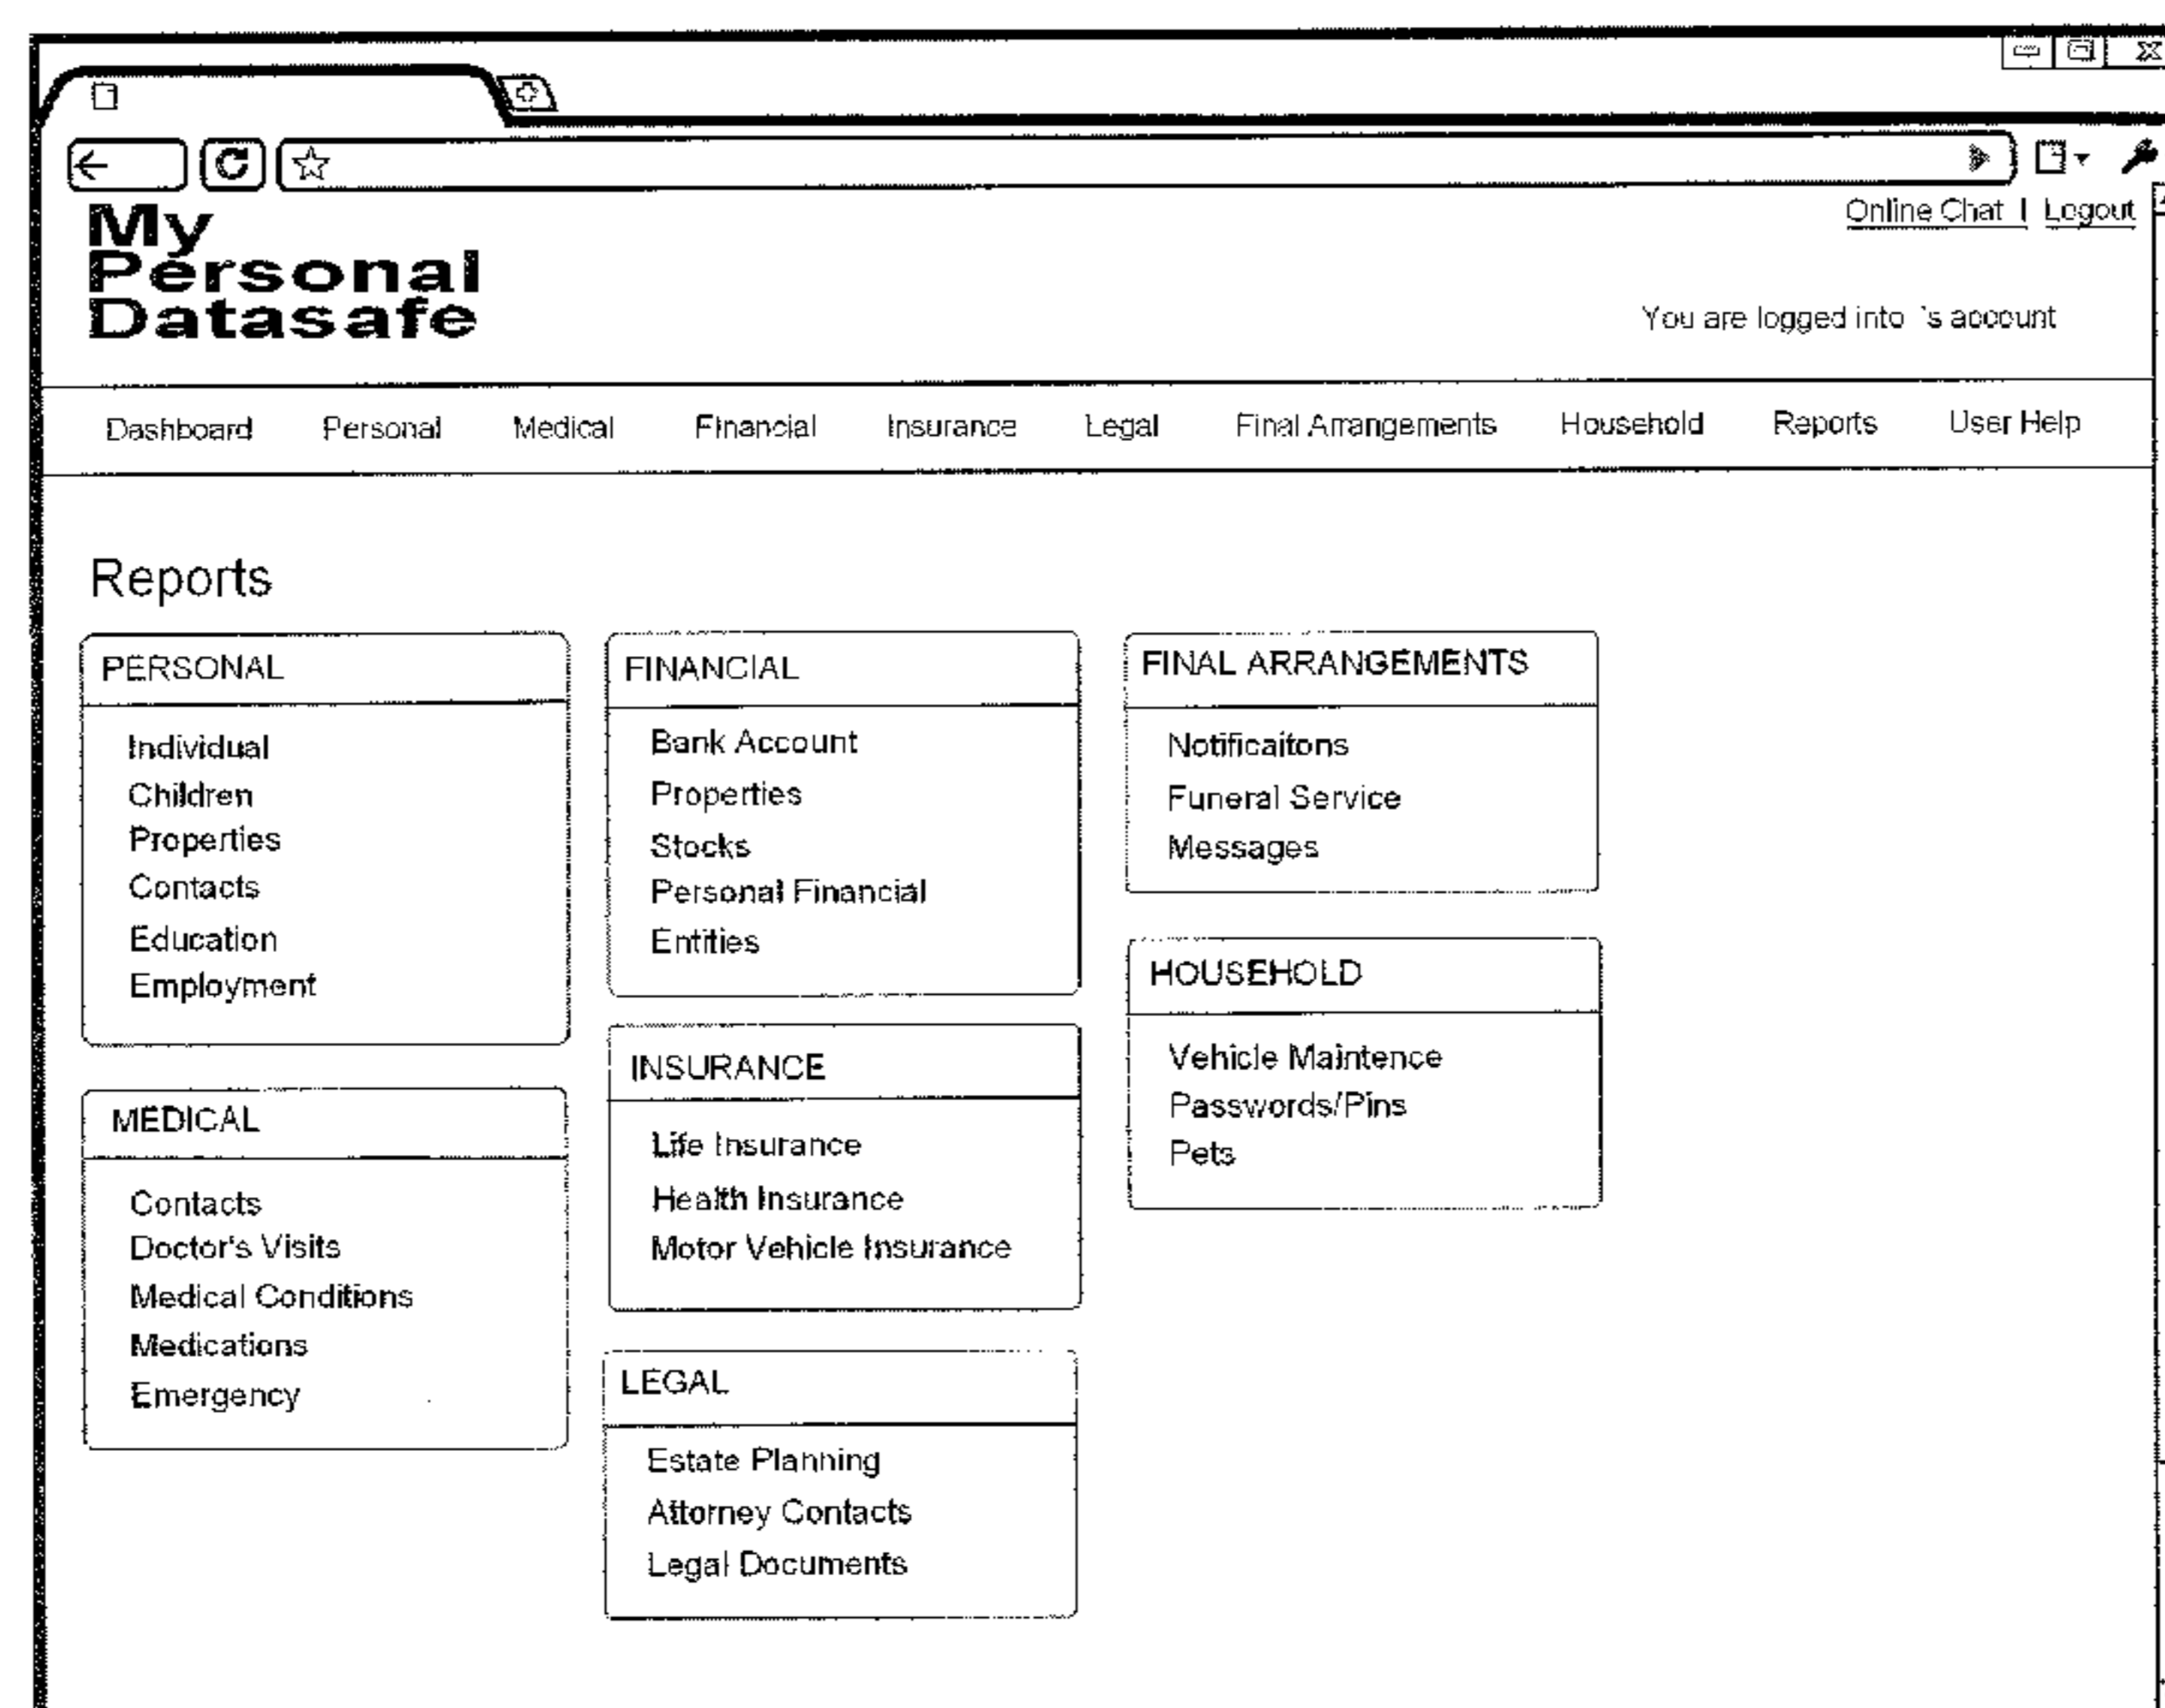 Online Chat | Logout
My
Personal
Datasafe
You are logged into 's account
Dashboard Personal Medical Financial Insurance Legal Final Arrangements Household Reports User Help
Reports
PERSONAL
Individual
Children
Properties
Contacts
Education
Employment
MEDICAL
Contacts
Doctor's Visits
Medical Conditions
Medications
Emergency
FINANCIAL
Bank Account
Properties
Stocks
Personal Financial
Entities
INSURANCE
Life Insurance
Health Insurance
Motor Vehicle Insurance
LEGAL
Estate Planning
Attorney Contacts
Legal Documents
FINAL ARRANGEMENTS
Notificaitons
Funeral Service
Messages
HOUSEHOLD
Vehicle Maintence
Passwords/Pins
Pets